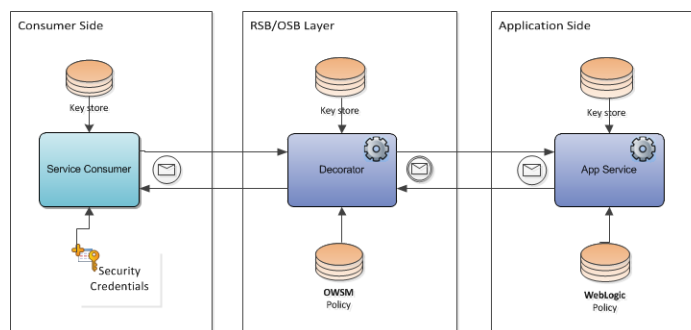 Consumer Side
RSB/OSB Layer
Application Side
Key store
Key store
Key store
Service Consumer
Decorator
App Service
Security
Credentials
OWSM
Policy
WebLogic
Policy